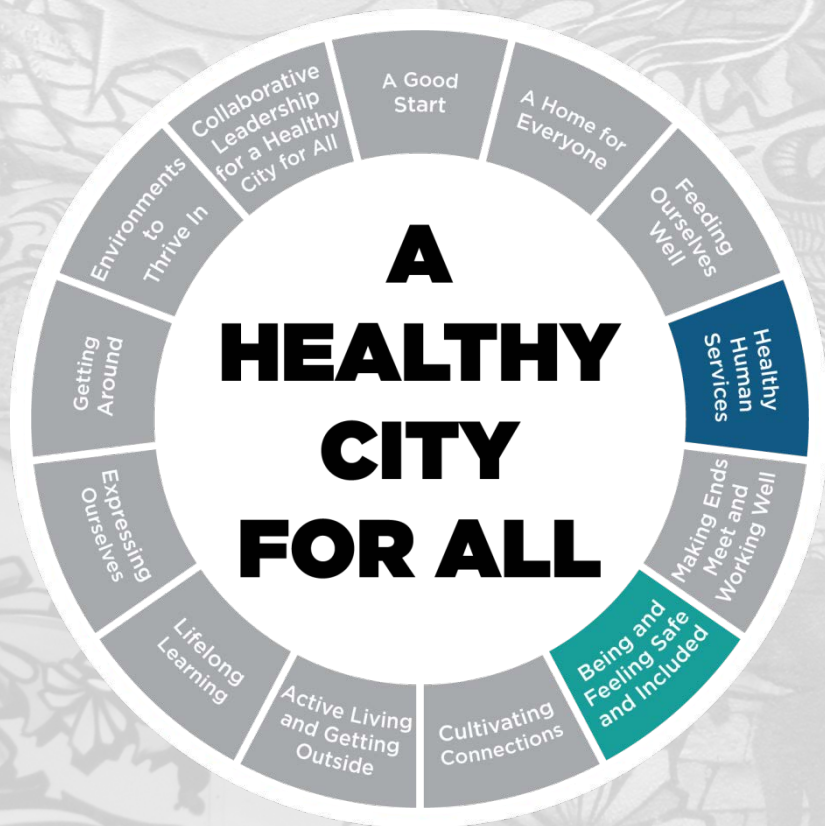 A
HEALTHY
CITY
FOR ALL
A Good
Start
A Home for
Everyone
Feeding
Ourselves
Well
Healthy
Human
Services
Making Ends
Meet and
Working Well
Being and
Feeling Safe
and Included
Cultivating
Connections
Active Living
and Getting
Outside
Lifelong
Learning
Expressing
Ourselves
Getting
Around
Environments
to
Thrive In
Collaborative
Leadership
for a Healthy
City for All